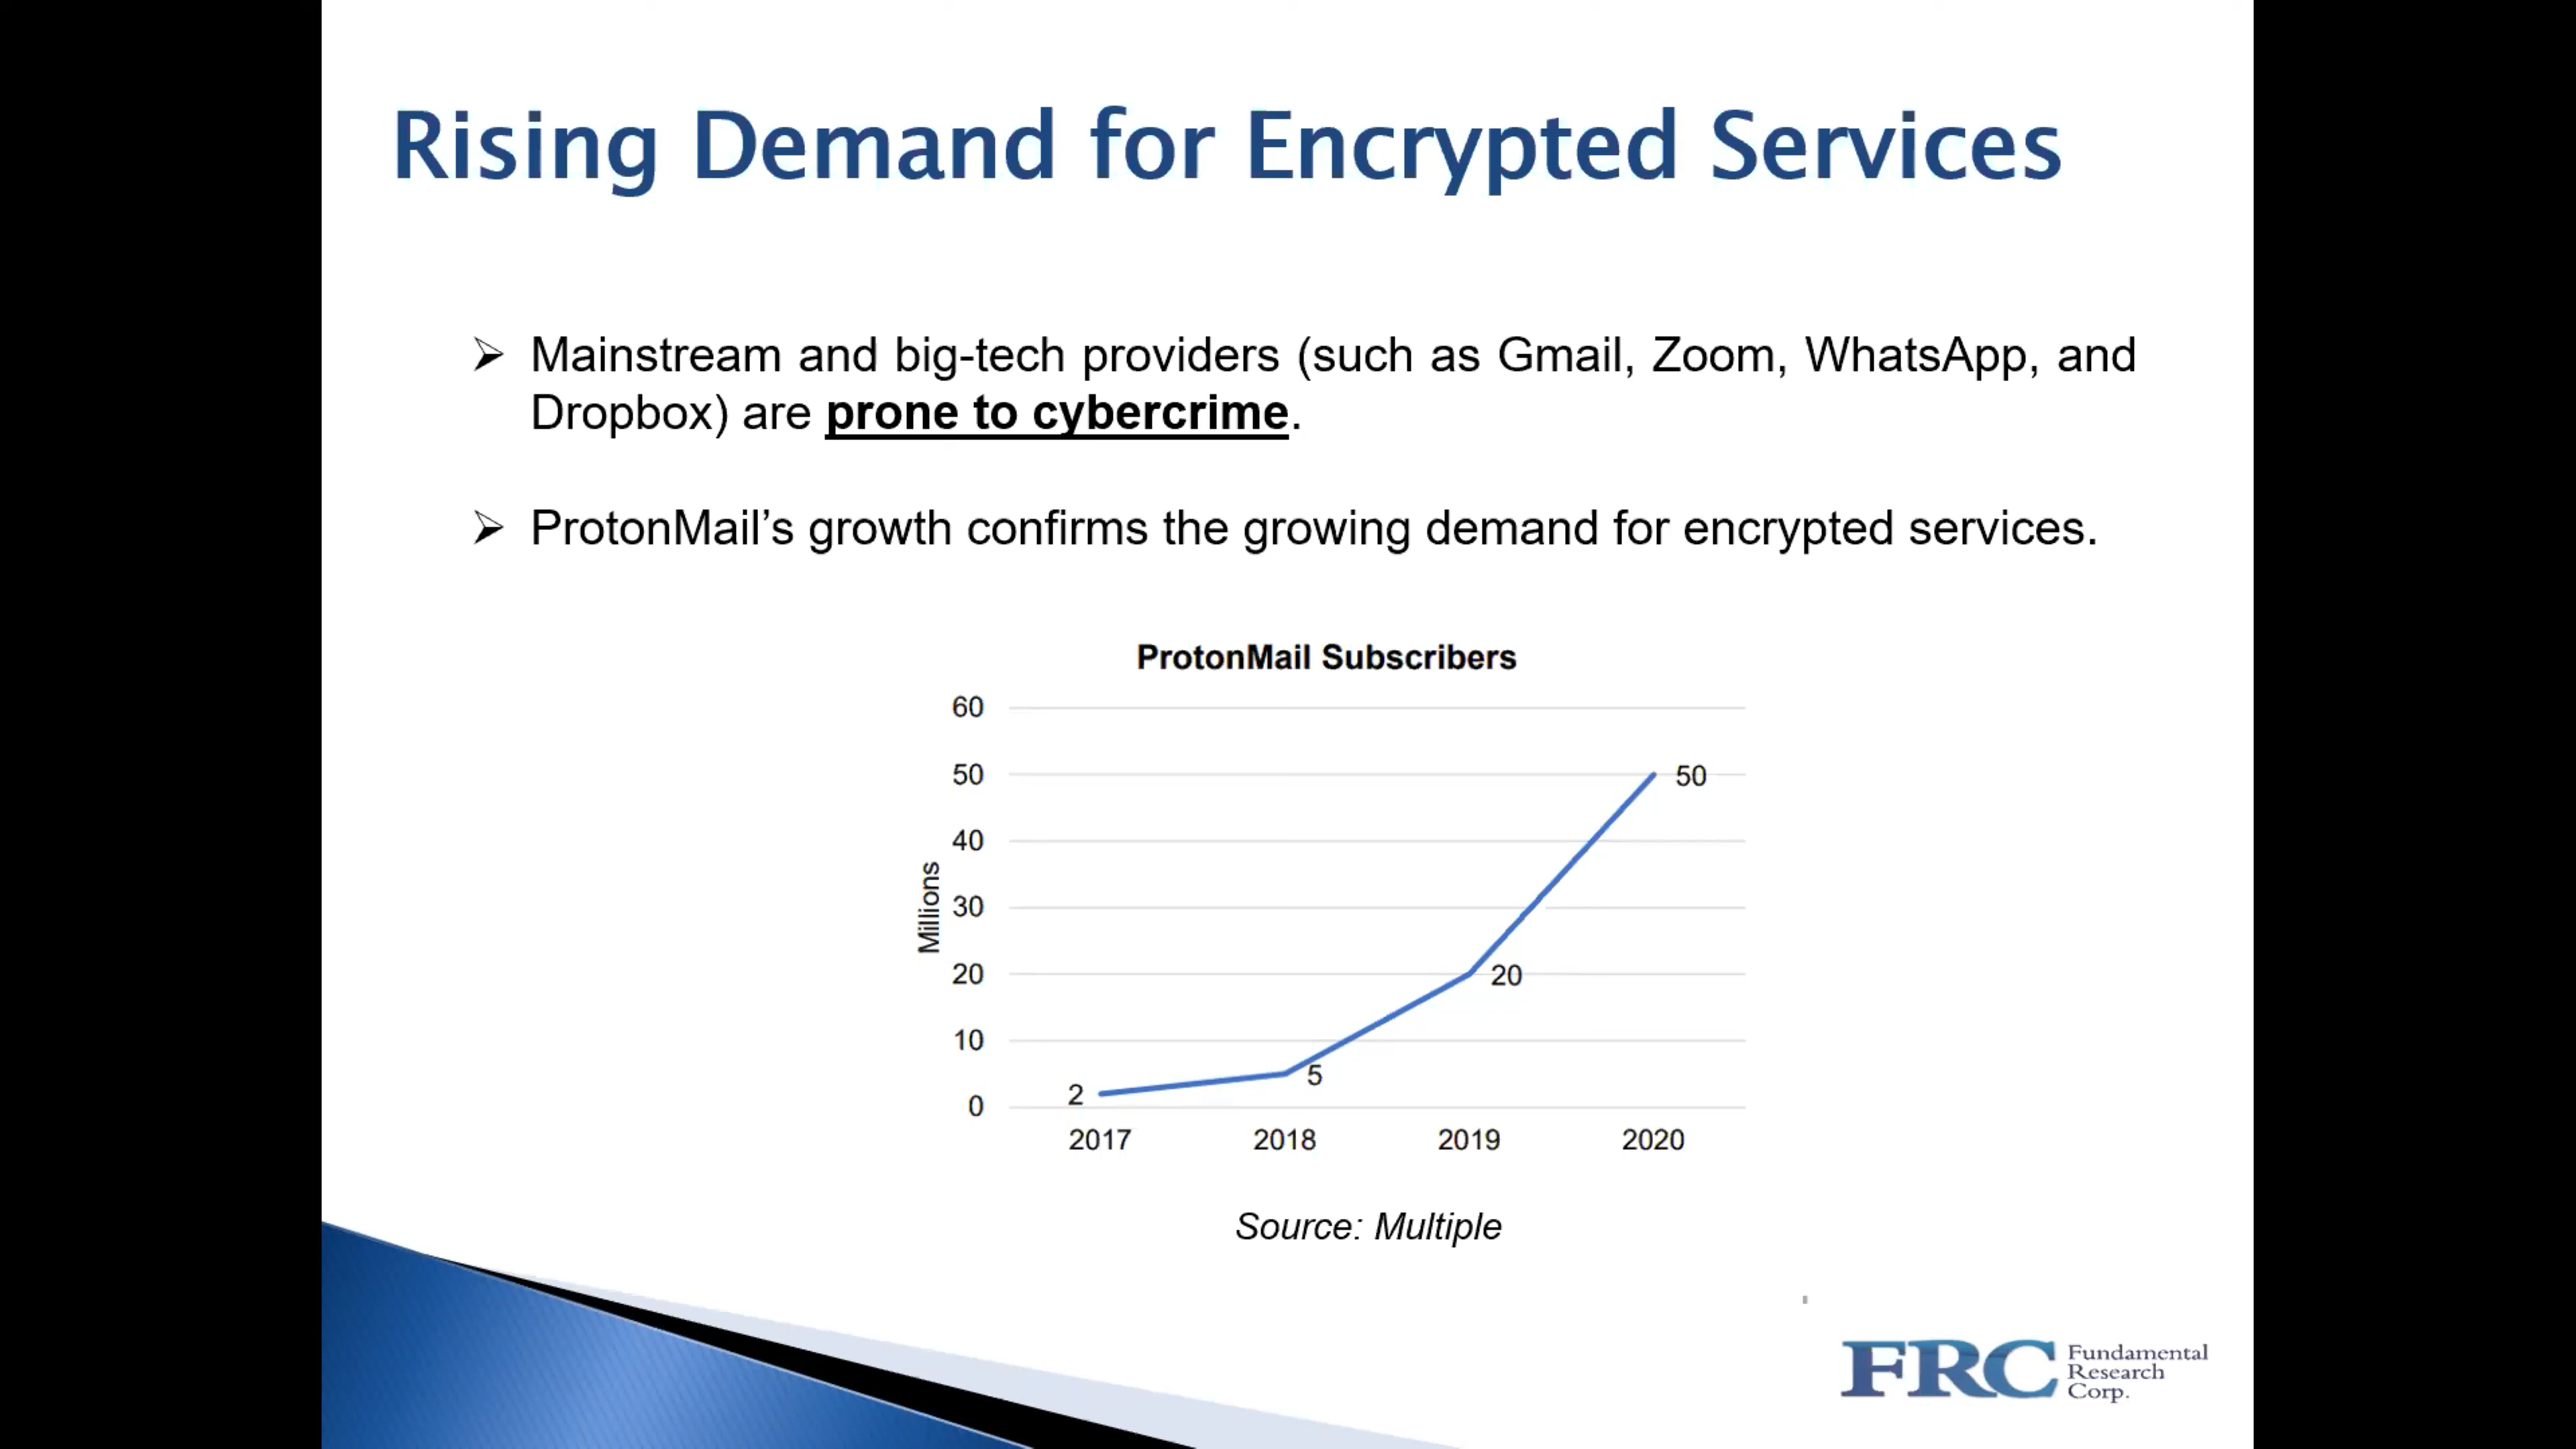 Rising Demand for Encrypted Services
➢ Mainstream and big-tech providers (such as Gmail, Zoom, WhatsApp, and
Dropbox) are prone to cybercrime.
➢ ProtonMail’s growth confirms the growing demand for encrypted services.
ProtonMail Subscribers
60
50
40
30
20
10
0
Millions
2
5
20
50
2017 2018 2019 2020
Source: Multiple
FRC
Fundamental
Research
Corp.